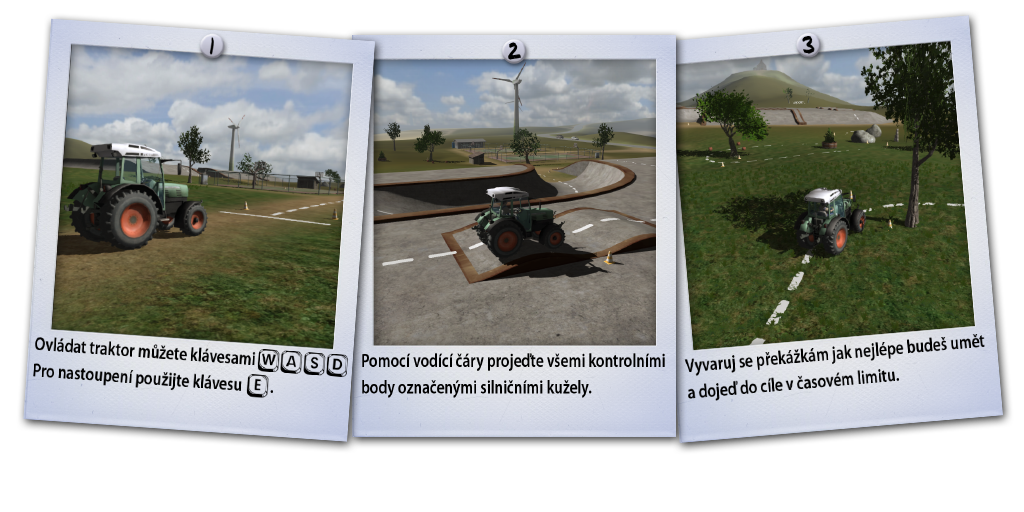 1
Ovládat traktor můžete klávesami W A S D
Pro nastoupení použijte klávesu E .
2
Pomocí vodící čáry projeďte všemi kontrolními
body označenými silničními kužely.
3
Vyvaruj se překážkám jak nejlépe budeš umět
a dojeď do cíle v časovém limitu.